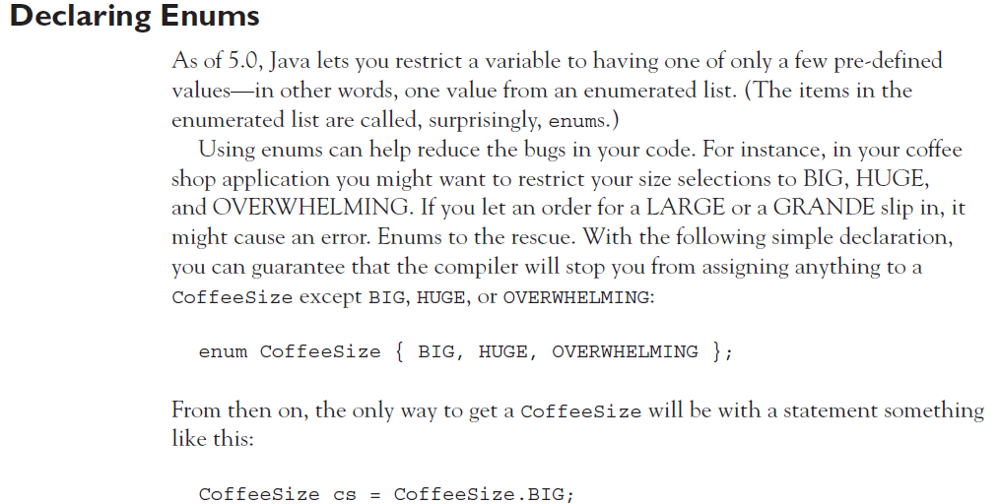 Declaring Enums
As of 5.0, Java lets you restrict a variable to having one of only a few pre-defined
values—in other words, one value from an enumerated list. (The items in the
enumerated list are called, surprisingly, enums.)
Using enums can help reduce the bugs in your code. For instance, in your coffee
shop application you might want to restrict your size selections to BIG, HUGE,
and OVERWHELMING. If you let an order for a LARGE or a GRANDE slip in, it
might cause an error. Enums to the rescue. With the following simple declaration,
you can guarantee that the compiler will stop you from assigning anything to a
CoffeeSize except BIG, HUGE, or OVERWHELMING:
enum CoffeeSize { BIG, HUGE, OVERWHELMING };
From then on, the only way to get a CoffeeSize will be with a statement something
like this:
CoffeeSize cs = CoffeeSize.BIG;